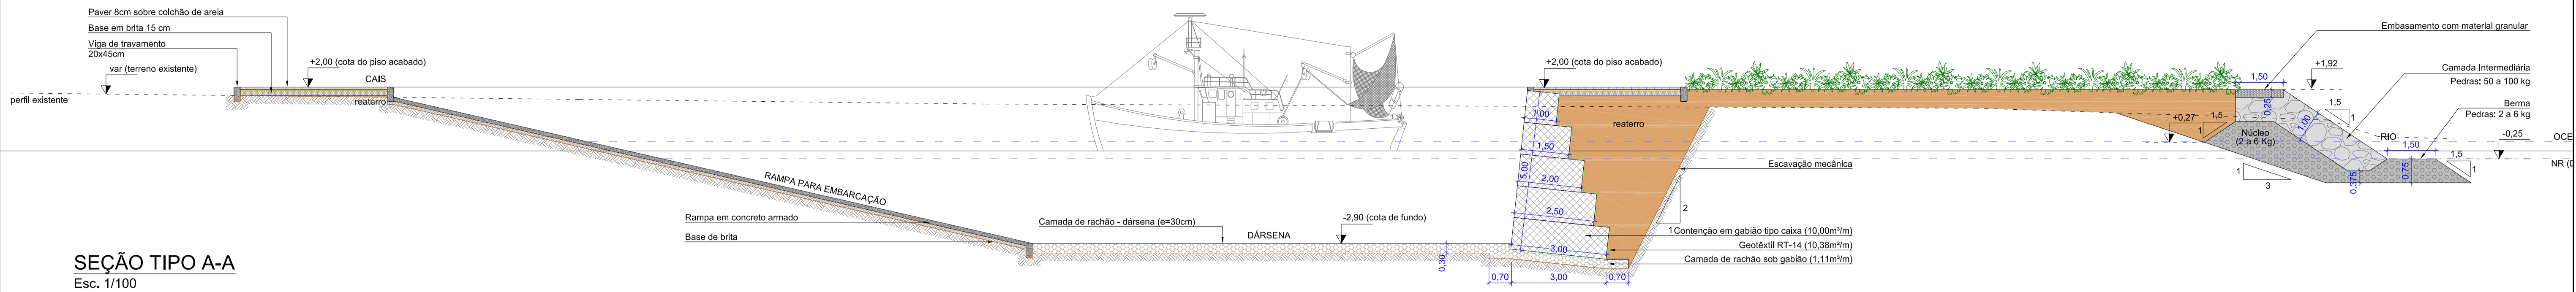 Paver 8cm sobre colchão de areia
Base em brita 15 cm
Viga de travamento
20x45cm
var (terreno existente)
+2,00 (cota do piso acabado)
CAIS
perfil existente
reaterro
RAMPA PARA EMBARCAÇÃO
Rampa em concreto armado
Base de brita
Camada de rachão - dársena (e=30cm)
-2,90 (cota de fundo)
DÁRSENA
0,30
+2,00 (cota do piso acabado)
1,00
1,50
2,00
2,50
3,00
5,00
reaterro
Escavação mecânica
2
1
Contenção em gabião tipo caixa (10,00m³/m)
Geotêxtil RT-14 (10,38m²/m)
Camada de rachão sob gabião (1,11m³/m)
0,70
3,00
0,70
Embasamento com material granular
1,50
+1,92
Camada Intermediária
Pedras: 50 a 100 kg
0,25
1,5
1
1,00
Berma
Pedras: 2 a 6 kg
+0,27
1,5
1
Núcleo
(2 a 6 Kg)
RIO
-0,25
OCE
1,50
NR (D
1,5
1
1
3
0,375
0,75
SEÇÃO TIPO A-A
Esc. 1/100